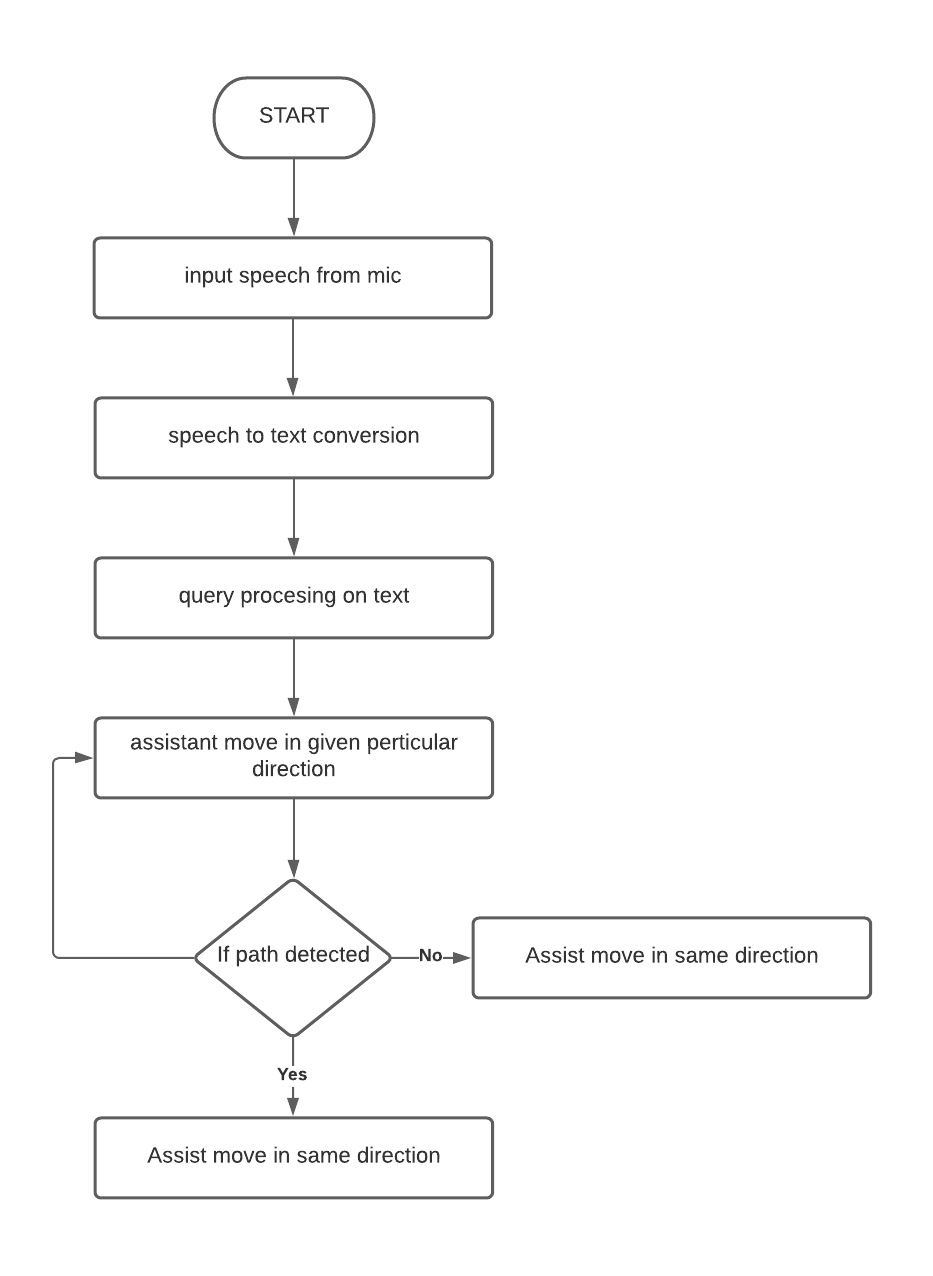 START
input speech from mic
speech to text conversion
query procesing on text
assistant move in given perticular
direction
If path detected
No
Assist move in same direction
Yes
Assist move in same direction